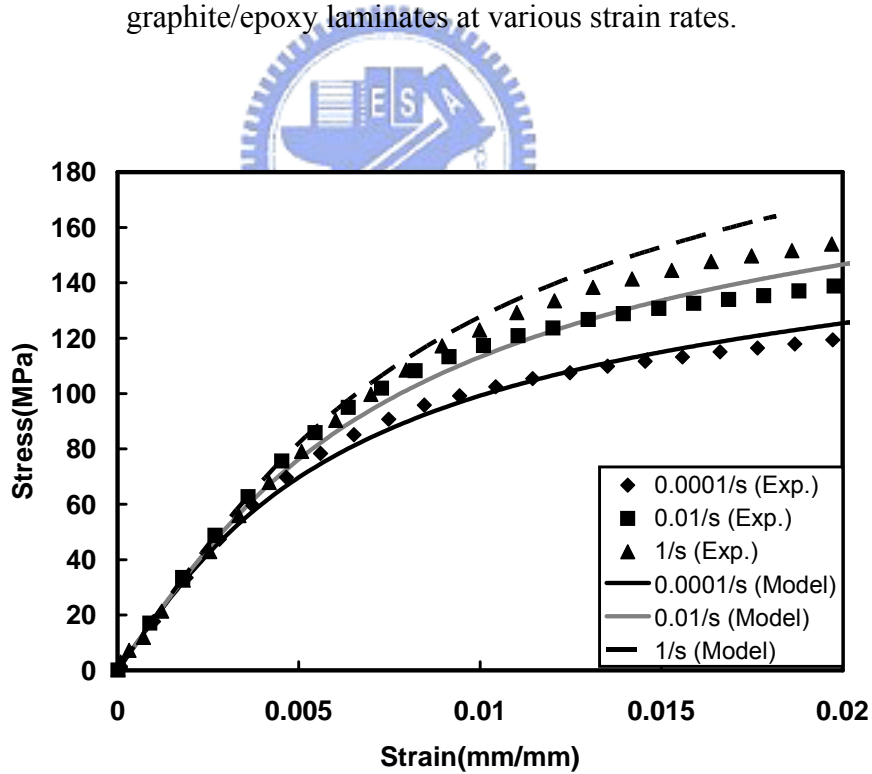 graphite/epoxy laminates at various strain rates.
E S A
180
160
140
120
100
80
60
40
20
0
Stress(MPa)
0.0001/s (Exp.)
0.01/s (Exp.)
1/s (Exp.)
0.0001/s (Model)
0.01/s (Model)
1/s (Model)
0 0.005 0.01 0.015 0.02
Strain(mm/mm)